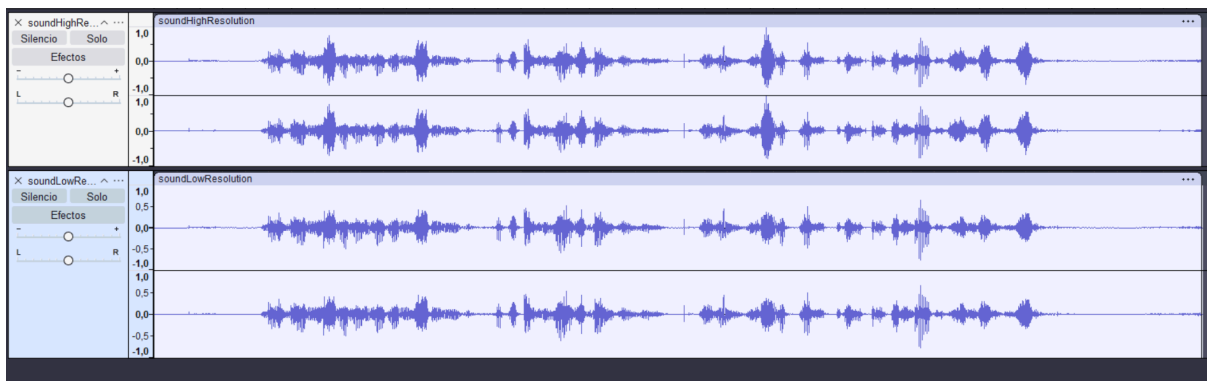 × soundHighRe... ^ ...
Silencio Solo
Efectos
- +
L R
1,0
0,0
-1,0
1,0
0,0
-1,0
soundHighResolution ...
× soundLowRe... ^ ...
Silencio Solo
Efectos
- +
L R
1,0
0,5
0,0
-0,5
-1,0
1,0
0,5
0,0
-0,5
-1,0
soundLowResolution ...